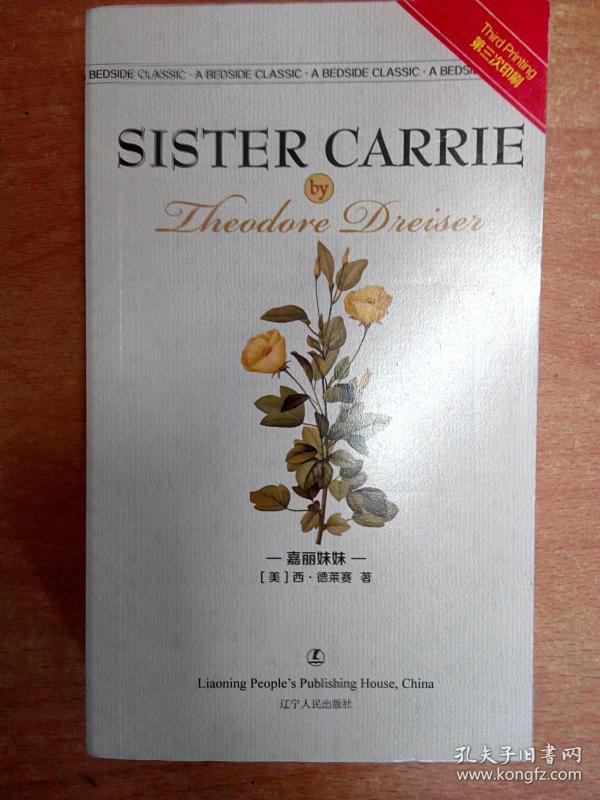 Third Printing
第三次印刷
BEDSIDE CLASSIC · A BEDSIDE CLASSIC · A BEDSIDE CLASSIC · A BEDS
SISTER CARRIE
by
Theodore Dreiser
— 嘉丽妹妹 —
[美]西·德莱赛 著
Liaoning People's Publishing House, China
辽宁人民出版社
孔夫子旧书网
www.kongfz.com